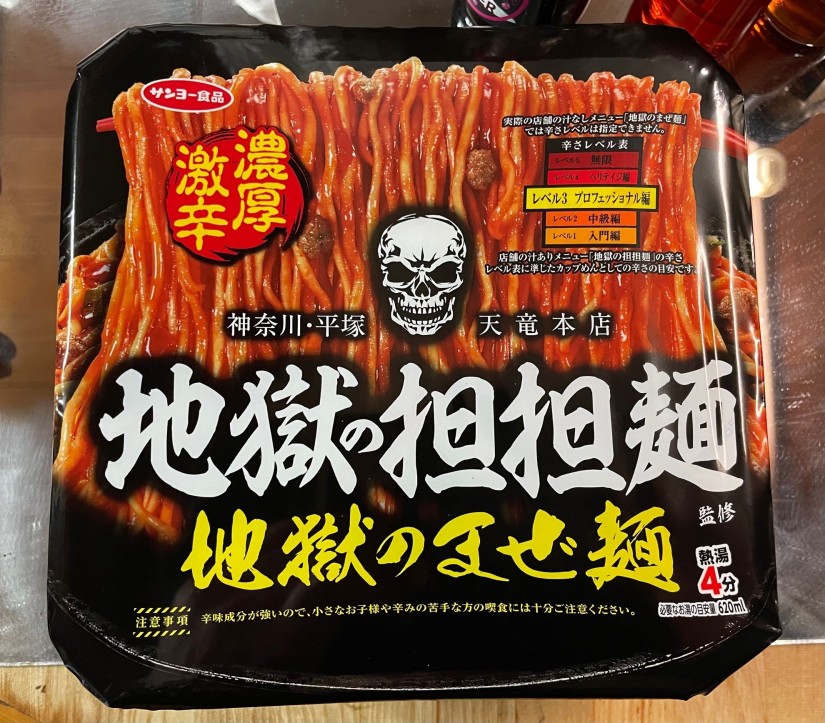 サンヨー食品
濃厚
激辛
実際の店舗の汁なしメニュー「地獄のまぜ麺」
では辛さレベルは指定できません。
辛さレベル表
レベル5 無限
レベル4 ベリテイジ編
レベル3 プロフェッショナル編
レベル2 中級編
レベル1 入門編
店舗の汁ありメニュー「地獄の担担麺」の辛さ
レベル表に準じたカップめんとしての辛さの目安です。
神奈川・平塚 天竜本店
地獄の担担麺
監修
地獄のまぜ麺
熱湯
4分
必要なお湯の目安量 620ml
注意事項
辛味成分が強いので、小さなお子様や辛みの苦手な方の喫食には十分ご注意ください。